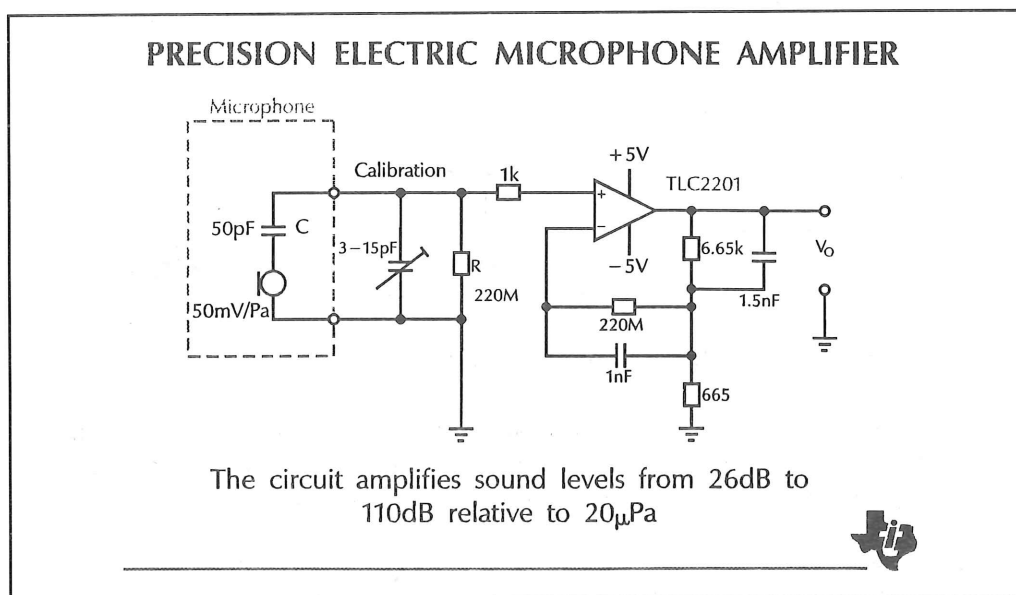 PRECISION ELECTRIC MICROPHONE AMPLIFIER
Microphone
Calibration
1k
+5V
TLC2201
50pF
C
3–15pF
R
220M
+
−
−5V
6.65k
1.5nF
V_O
50mV/Pa
220M
1nF
665
The circuit amplifies sound levels from 26dB to
110dB relative to 20µPa